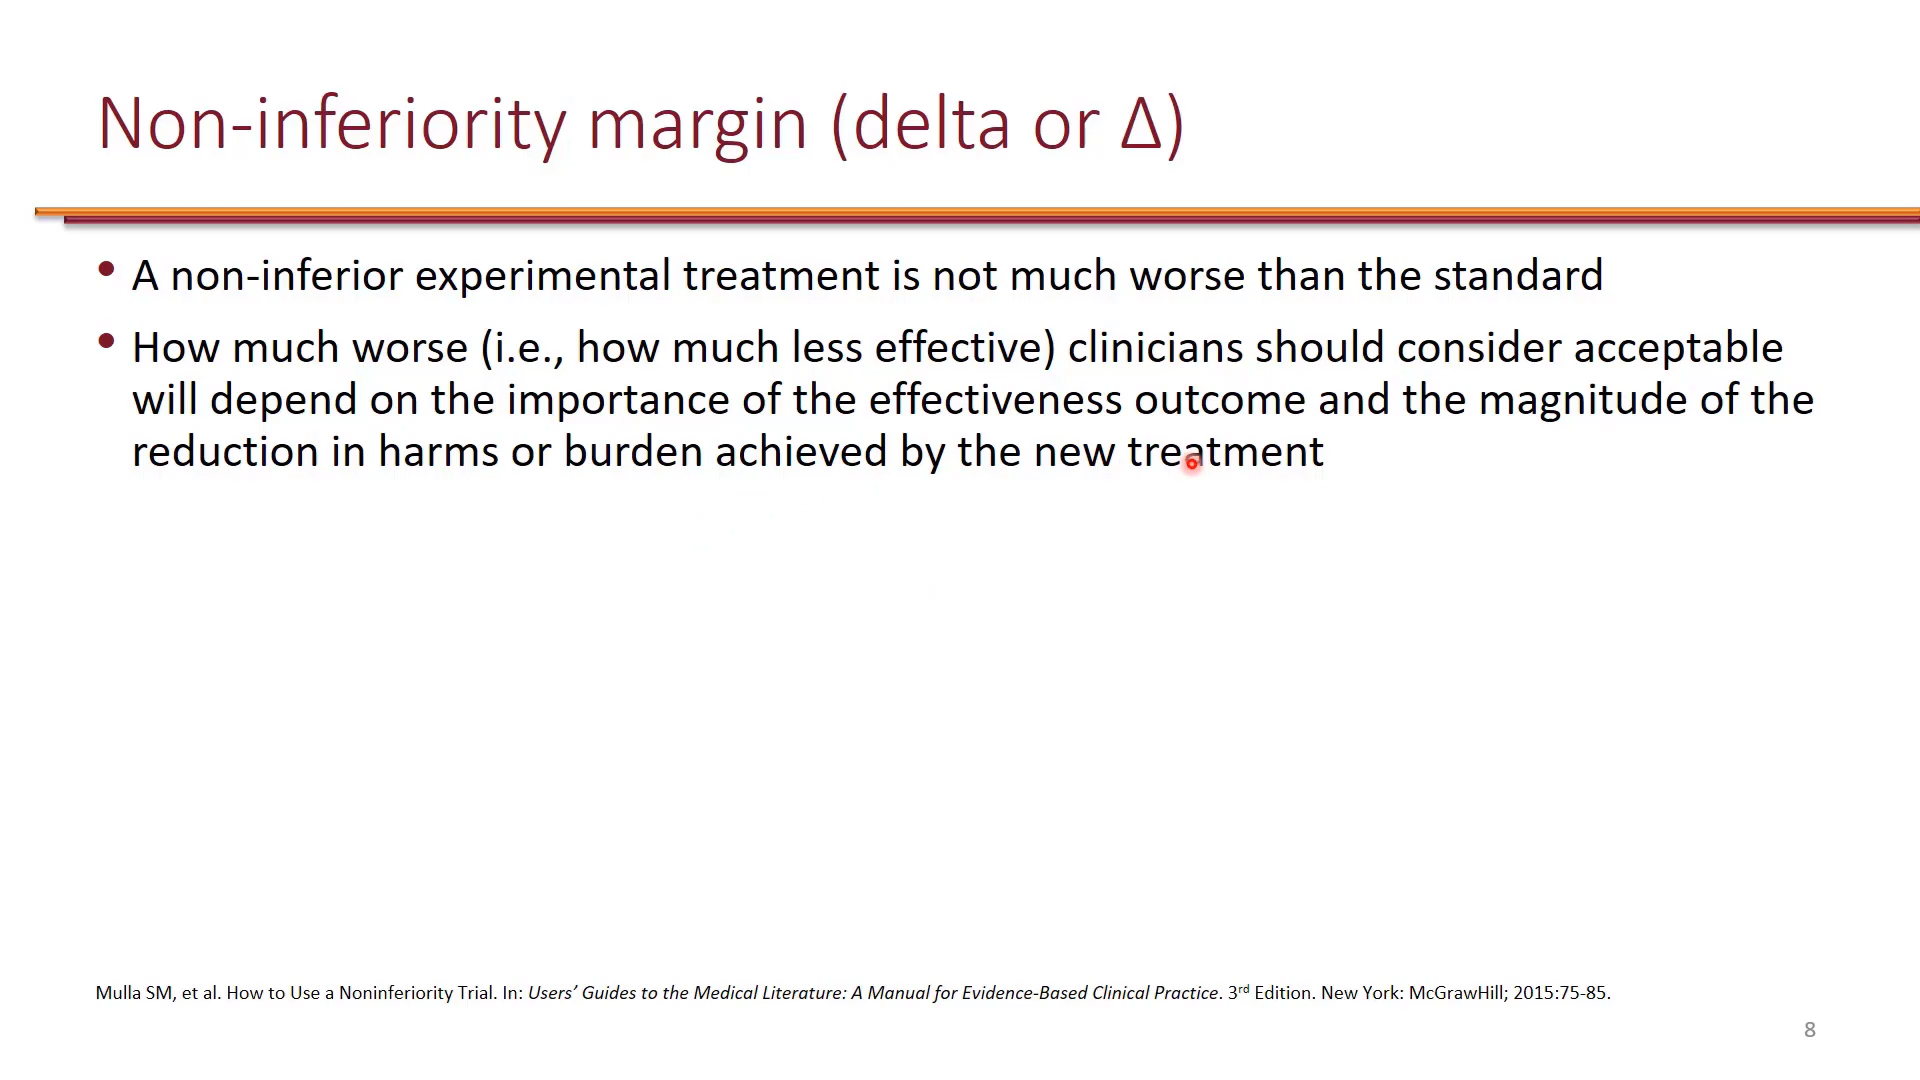 Non-inferiority margin (delta or Δ)
• A non-inferior experimental treatment is not much worse than the standard
• How much worse (i.e., how much less effective) clinicians should consider acceptable
will depend on the importance of the effectiveness outcome and the magnitude of the
reduction in harms or burden achieved by the new treatment
Mulla SM, et al. How to Use a Noninferiority Trial. In: Users’ Guides to the Medical Literature: A Manual for Evidence-Based Clinical Practice. 3rd Edition. New York: McGrawHill; 2015:75-85.
8